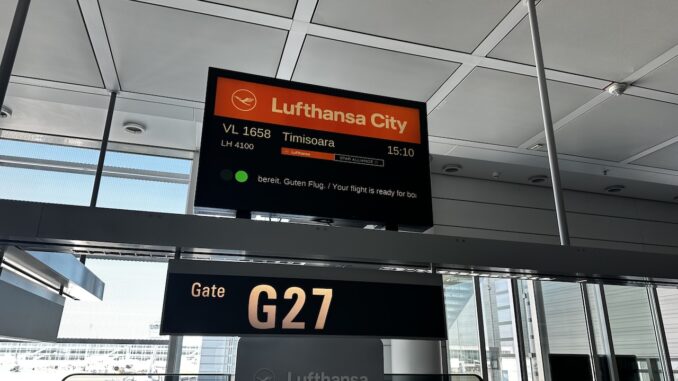 Lufthansa City
VL 1658 Timisoara 15:10
LH 4100
Lufthansa STAR ALLIANCE
bereit. Guten Flug. / Your flight is ready for boa
Gate G27
Lufthansa